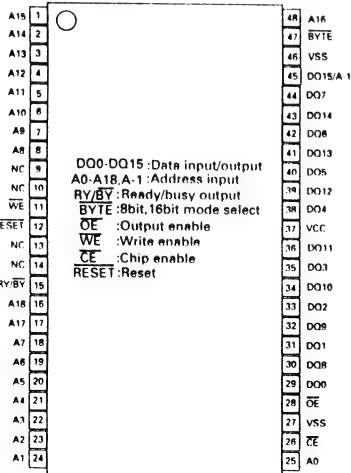 A15 1
A14 2
A13 3
A12 4
A11 5
A10 6
A9 7
A8 8
NC 9
NC 10
WE 11
RESET 12
NC 13
NC 14
RY/BY 15
A18 16
A17 17
A7 18
A6 19
A5 20
A4 21
A3 22
A2 23
A1 24
DQ0-DQ15 :Data input/output
A0-A18,A-1 :Address input
RY/BY :Ready/busy output
BYTE :8bit,16bit mode select
OE :Output enable
WE :Write enable
CE :Chip enable
RESET :Reset
48 A16
47 BYTE
46 VSS
45 DQ15/A-1
44 DQ7
43 DQ14
42 DQ6
41 DQ13
40 DQ5
39 DQ12
38 DQ4
37 VCC
36 DQ11
35 DQ3
34 DQ10
33 DQ2
32 DQ9
31 DQ1
30 DQ8
29 DQ0
28 OE
27 VSS
26 CE
25 A0